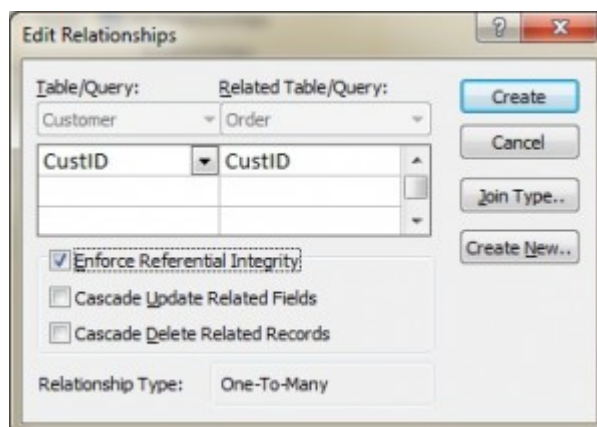 Edit Relationships
Table/Query: Related Table/Query:
Customer Order
CustID CustID
Enforce Referential Integrity
Cascade Update Related Fields
Cascade Delete Related Records
Relationship Type: One-To-Many
Create
Cancel
Join Type..
Create New..